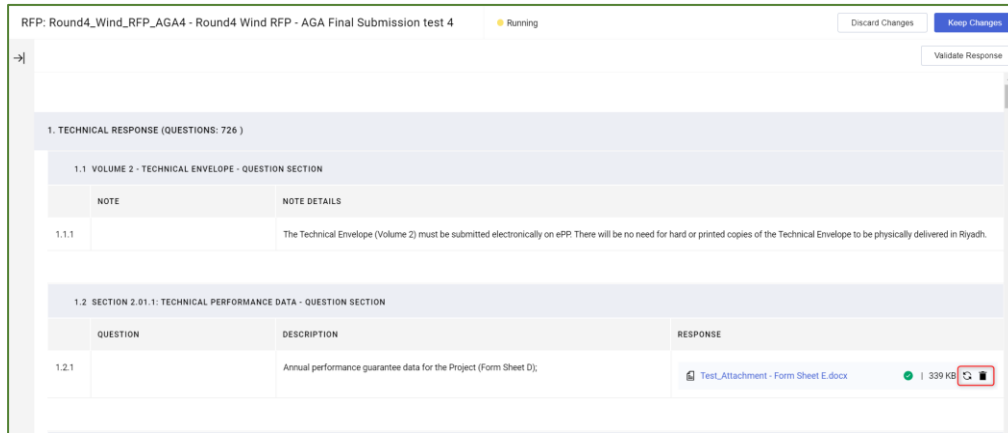 RFP: Round4_Wind_RFP_AGA4 - Round4 Wind RFP - AGA Final Submission test 4
Running
Discard Changes
Keep Changes
Validate Response
1. TECHNICAL RESPONSE (QUESTIONS: 726 )
1.1 VOLUME 2 - TECHNICAL ENVELOPE - QUESTION SECTION
NOTE
NOTE DETAILS
1.1.1
The Technical Envelope (Volume 2) must be submitted electronically on ePP. There will be no need for hard or printed copies of the Technical Envelope to be physically delivered in Riyadh.
1.2 SECTION 2.01.1: TECHNICAL PERFORMANCE DATA - QUESTION SECTION
QUESTION
DESCRIPTION
RESPONSE
1.2.1
Annual performance guarantee data for the Project (Form Sheet D);
Test_Attachment - Form Sheet E.docx
| 339 KB